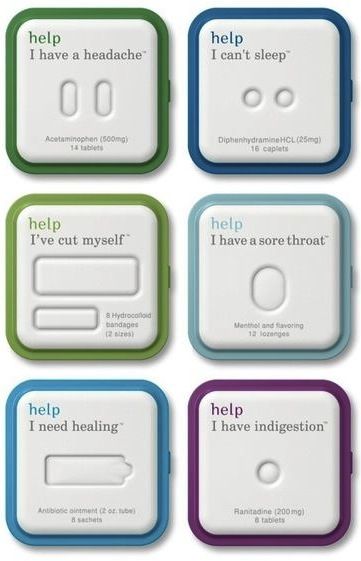 help
I have a headache™
Acetaminophen (500mg)
14 tablets
help
I can't sleep™
DiphenhydramineHCL(25mg)
16 caplets
help
I've cut myself™
8 Hydrocolloid
bandages
(2 sizes)
help
I have a sore throat™
Menthol and flavoring
12 lozenges
help
I need healing™
Antibiotic ointment (2 oz. tube)
8 sachets
help
I have indigestion™
Ranitadine (200mg)
8 tablets